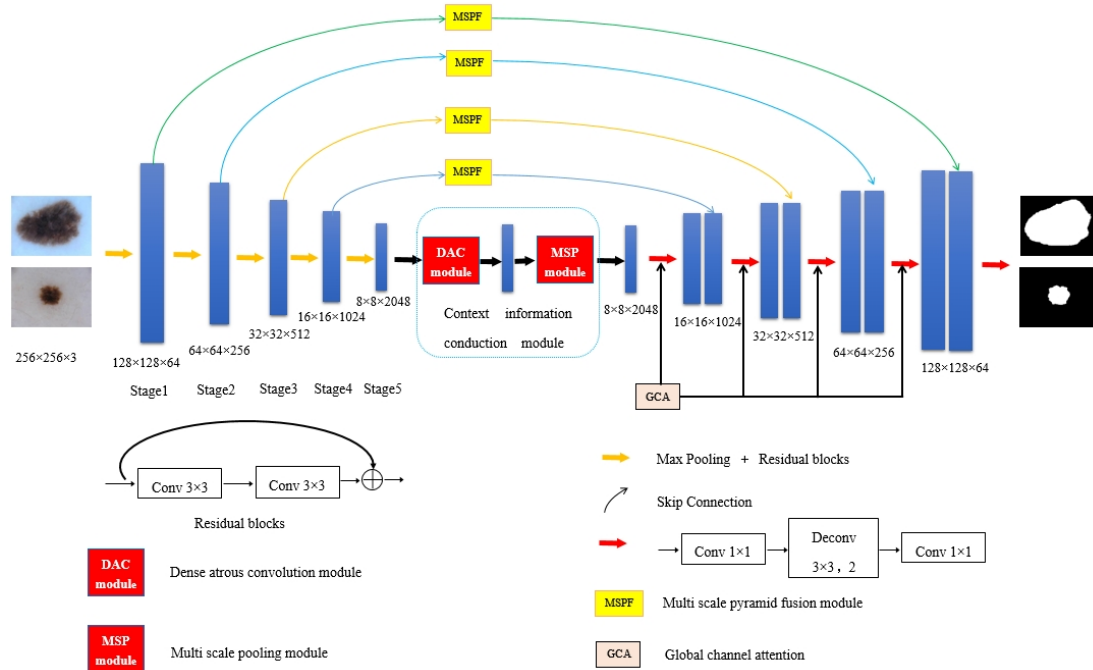 MSPF
MSPF
MSPF
MSPF
DAC
module
MSP
module
Context information
conduction module
256×256×3
128×128×64
64×64×256
32×32×512
16×16×1024
8×8×2048
8×8×2048
16×16×1024
32×32×512
64×64×256
128×128×64
Stage1
Stage2
Stage3
Stage4
Stage5
GCA
Conv 3×3
Conv 3×3
Residual blocks
DAC
module
Dense atrous convolution module
MSP
module
Multi scale pooling module
Max Pooling + Residual blocks
Skip Connection
Conv 1×1
Deconv
3×3, 2
Conv 1×1
MSPF
Multi scale pyramid fusion module
GCA
Global channel attention